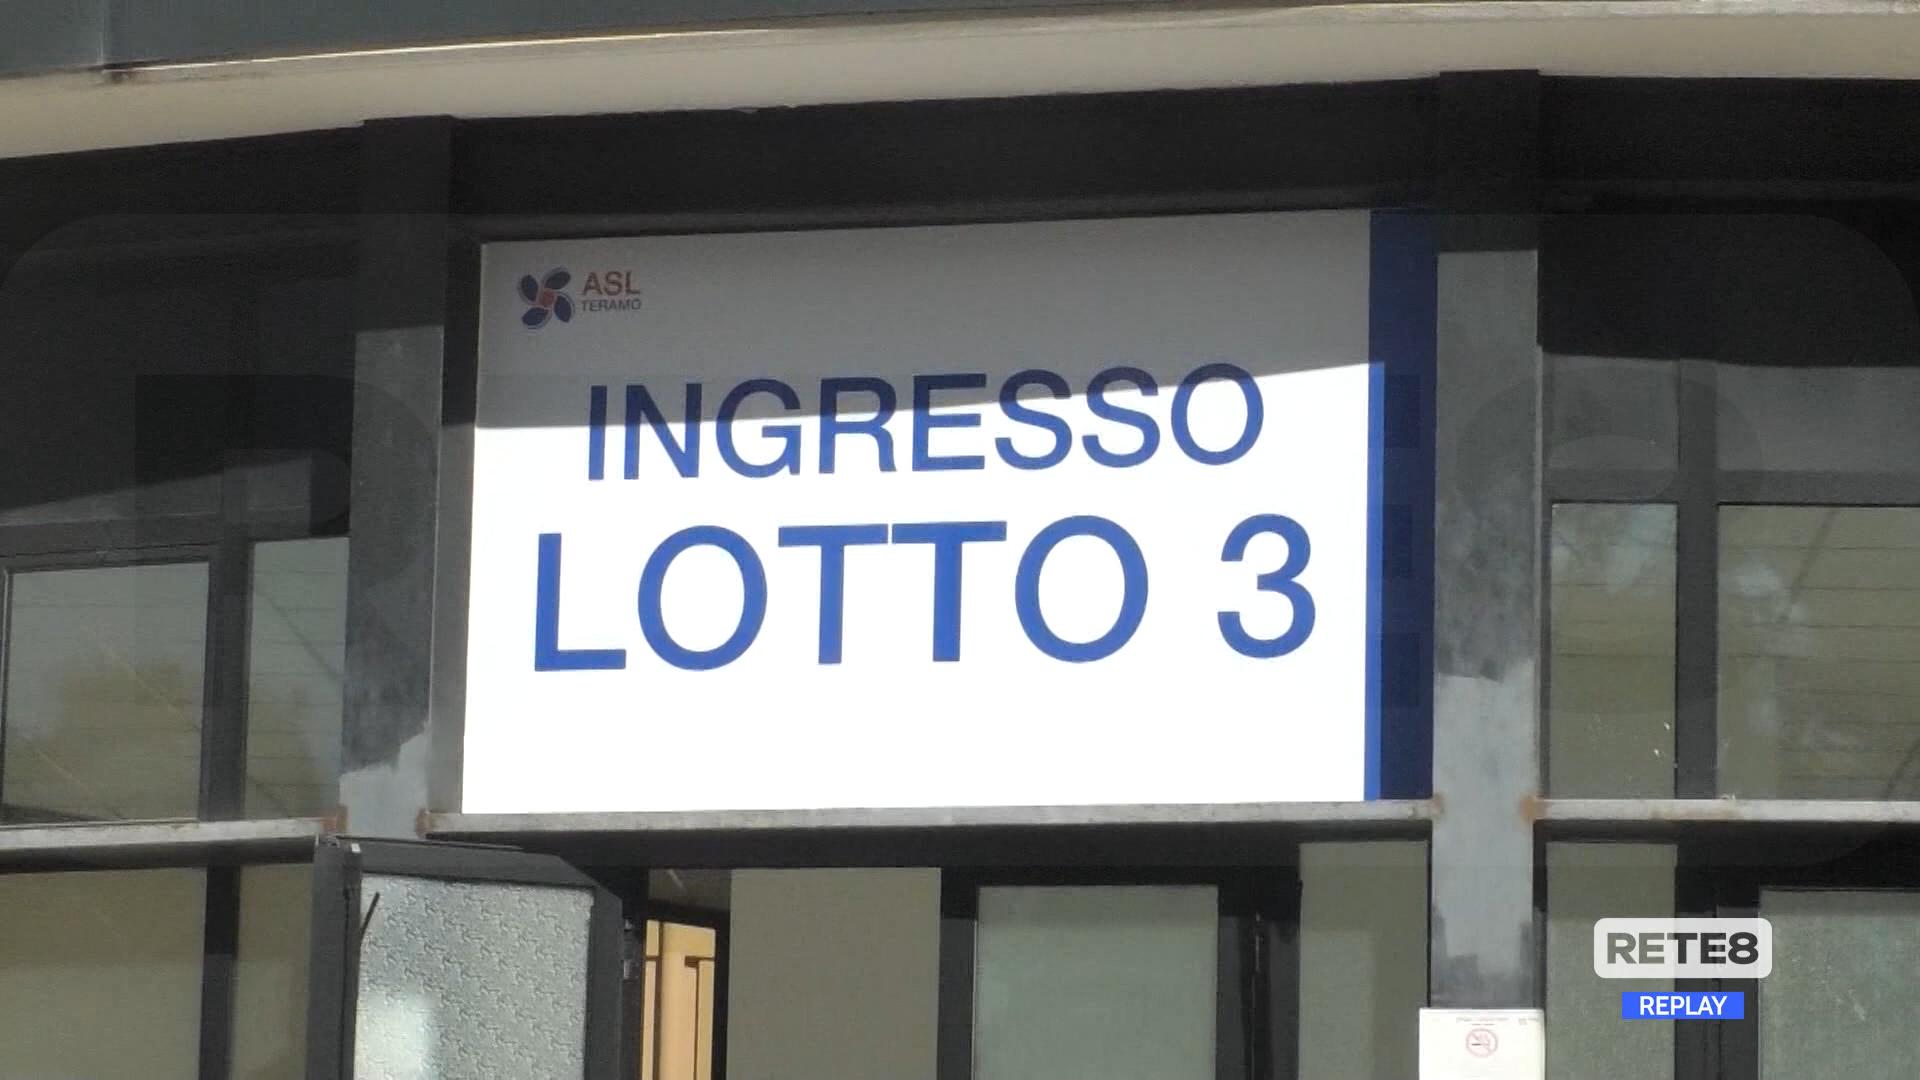 ASL
TERAMO
INGRESSO
LOTTO 3
RETE8
REPLAY